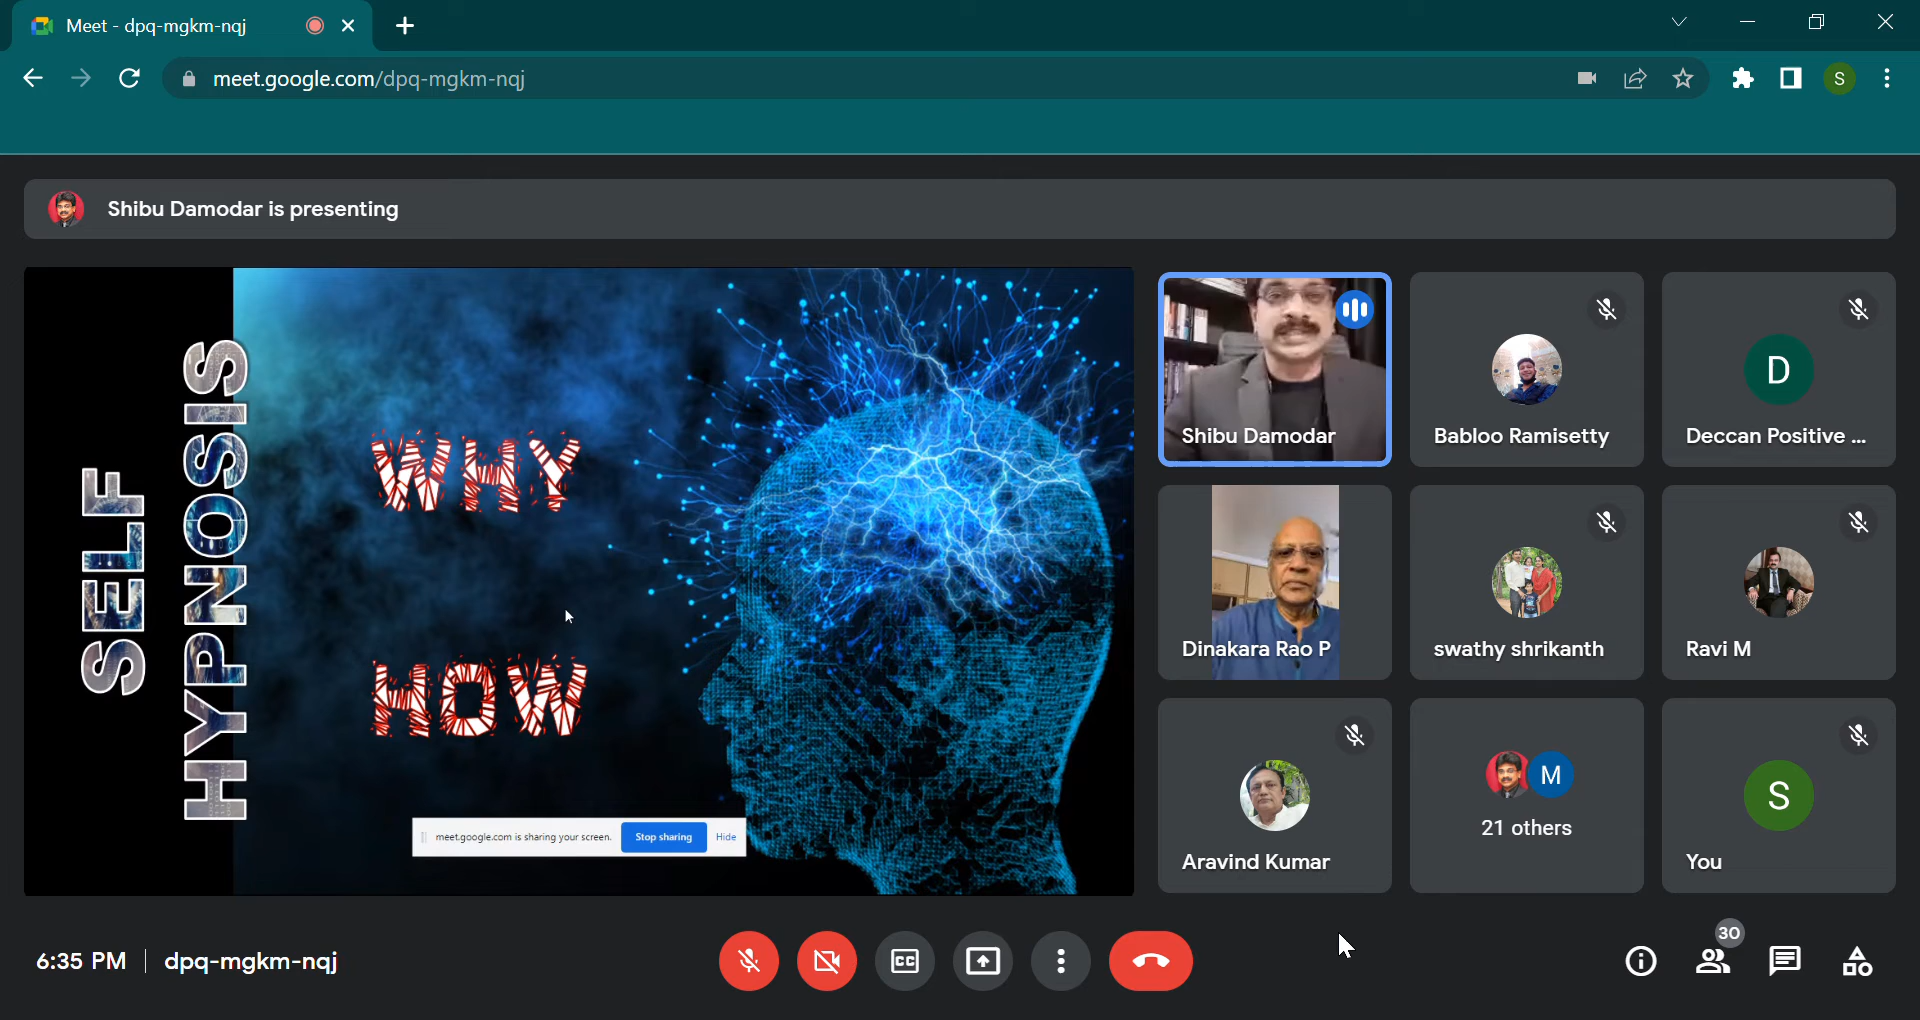 Meet - dpq-mgkm-nqj
meet.google.com/dpq-mgkm-nqj
S
Shibu Damodar is presenting
SELF
HYPNOSIS
WHY
HOW
meet.google.com is sharing your screen.
Stop sharing
Hide
Shibu Damodar
Babloo Ramisetty
D
Deccan Positive ...
Dinakara Rao P
swathy shrikanth
Ravi M
Aravind Kumar
M
21 others
S
You
6:35 PM
dpq-mgkm-nqj
CC
30